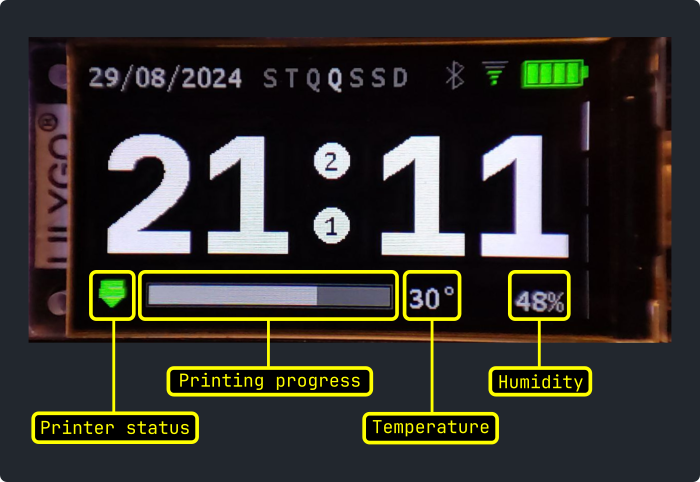 29/08/2024 STQQSSD
LILYGO®
21:11
2
1
30° 48%
Printing progress
Humidity
Printer status
Temperature